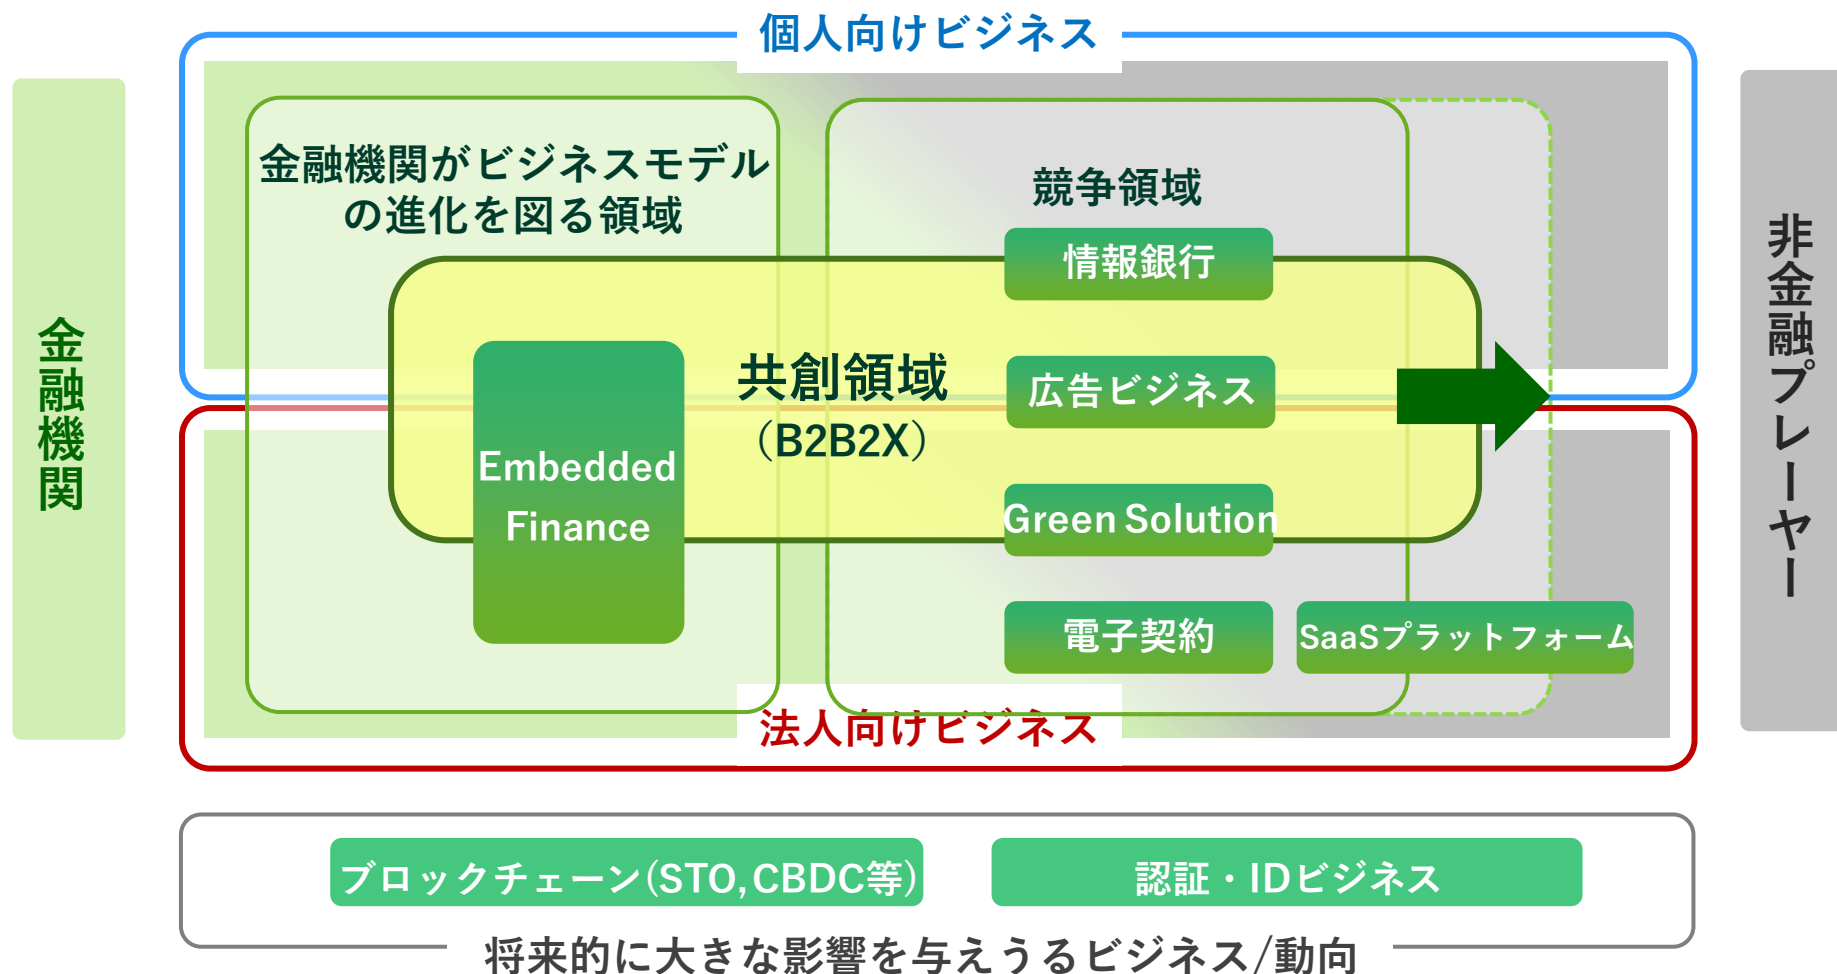 個人向けビジネス
金融機関
金融機関がビジネスモデル
の進化を図る領域
競争領域
情報銀行
共創領域
（B2B2X）
広告ビジネス
Embedded
Finance
Green Solution
電子契約
SaaSプラットフォーム
法人向けビジネス
非金融プレーヤー
ブロックチェーン(STO,CBDC等)
認証・IDビジネス
将来的に大きな影響を与えうるビジネス/動向